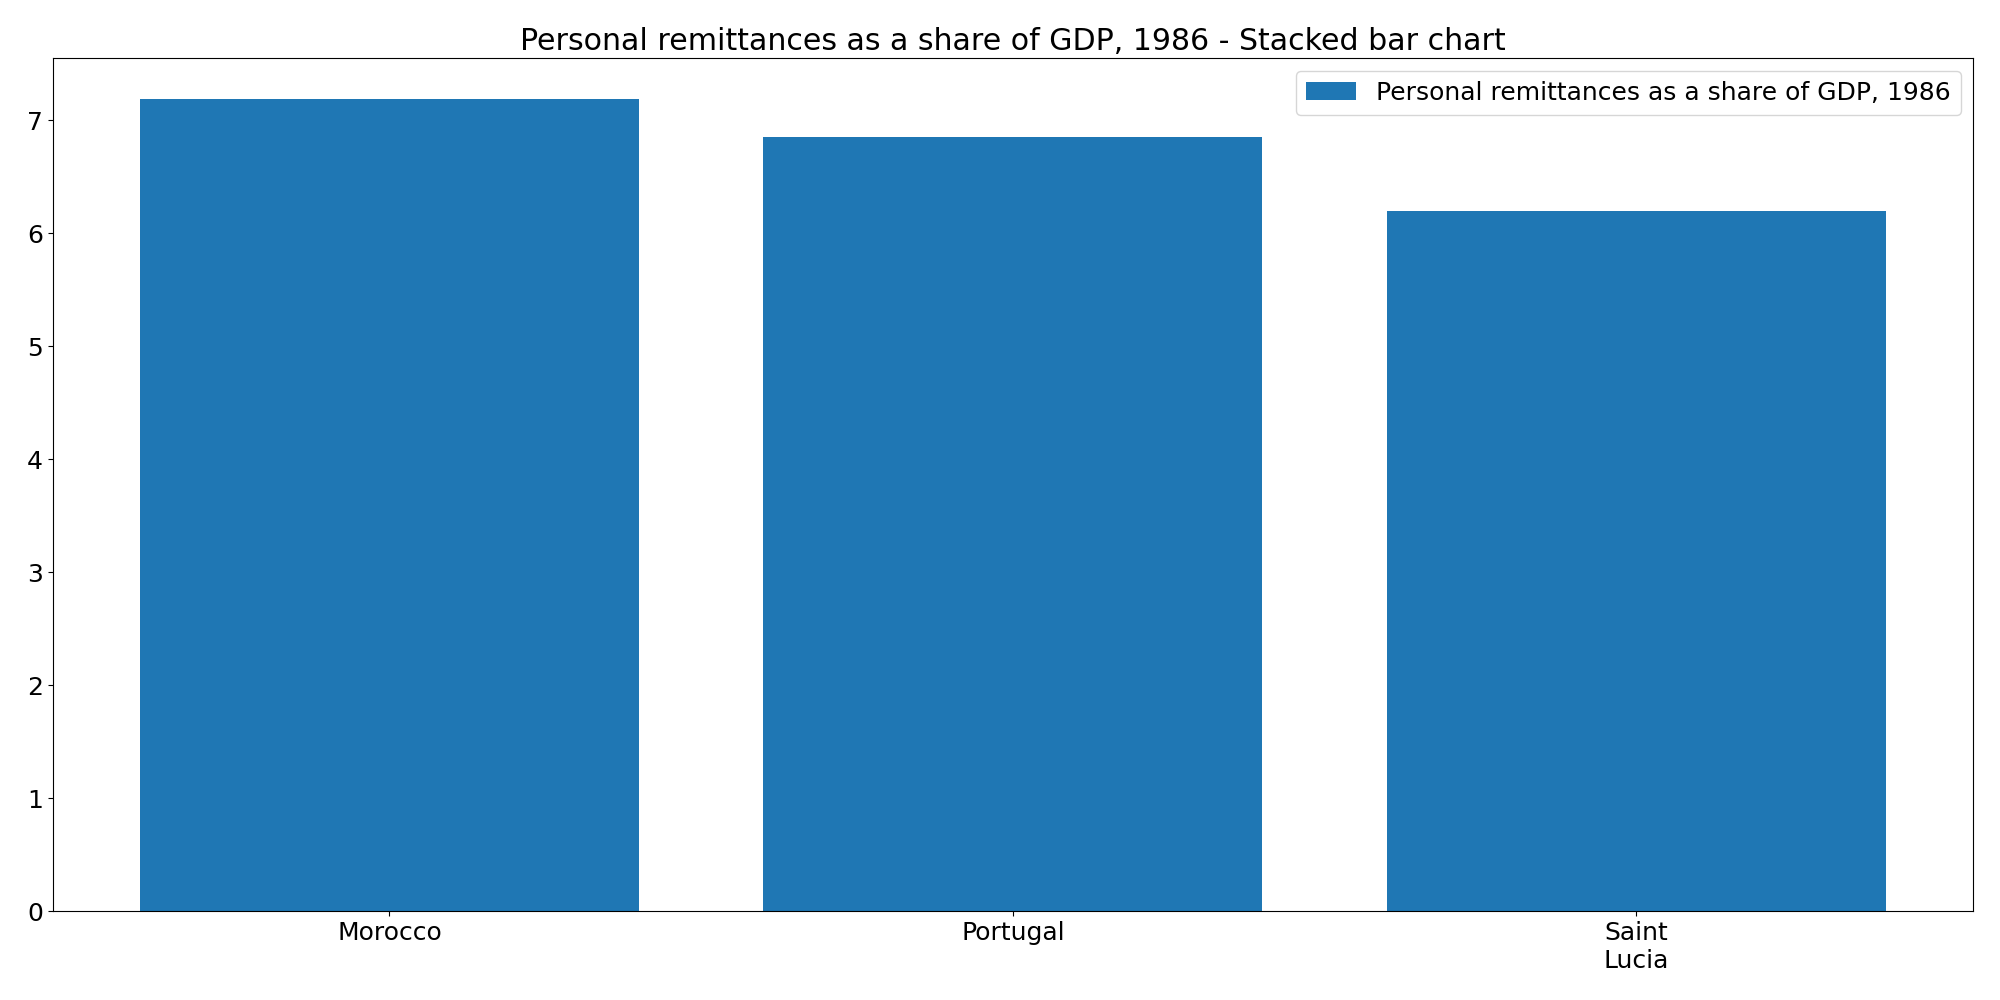 Personal remittances as a share of GDP, 1986 - Stacked bar chart
Personal remittances as a share of GDP, 1986
7
6
5
4
3
2
1
0
Morocco
Portugal
Saint
Lucia